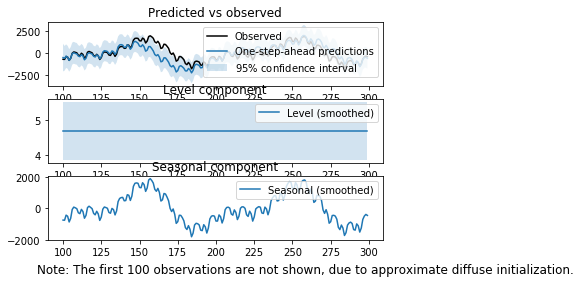 Predicted vs observed
2500
0
−2500
Observed
One-step-ahead predictions
95% confidence interval
100 125 150 175 200 225 250 275 300
Level component
5
4
Level (smoothed)
100 125 150 175 200 225 250 275 300
Seasonal component
2000
0
−2000
Seasonal (smoothed)
100 125 150 175 200 225 250 275 300
Note: The first 100 observations are not shown, due to approximate diffuse initialization.